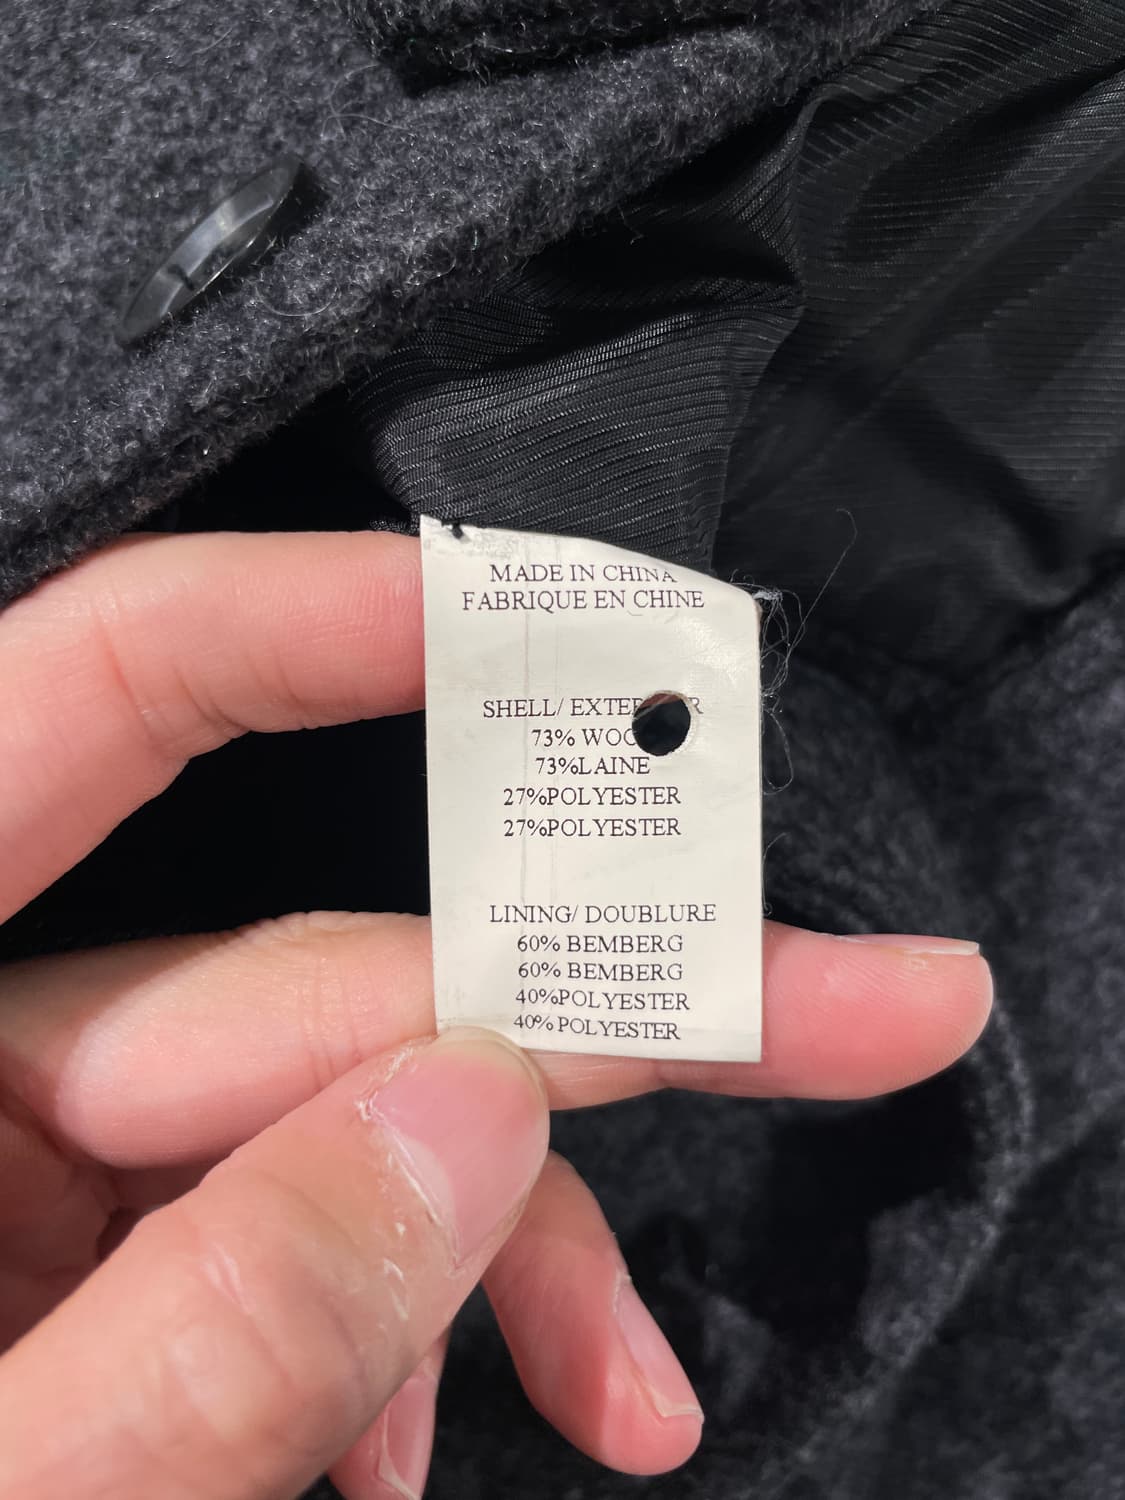 MADE IN CHINA
FABRIQUE EN CHINE
SHELL/
73%
73%LAINE
27%POLYESTER
27%POLYESTER
LINING/ DOUBLURE
60% BEMBERG
60% BEMBERG
40%POLYESTER
40% POLYESTER